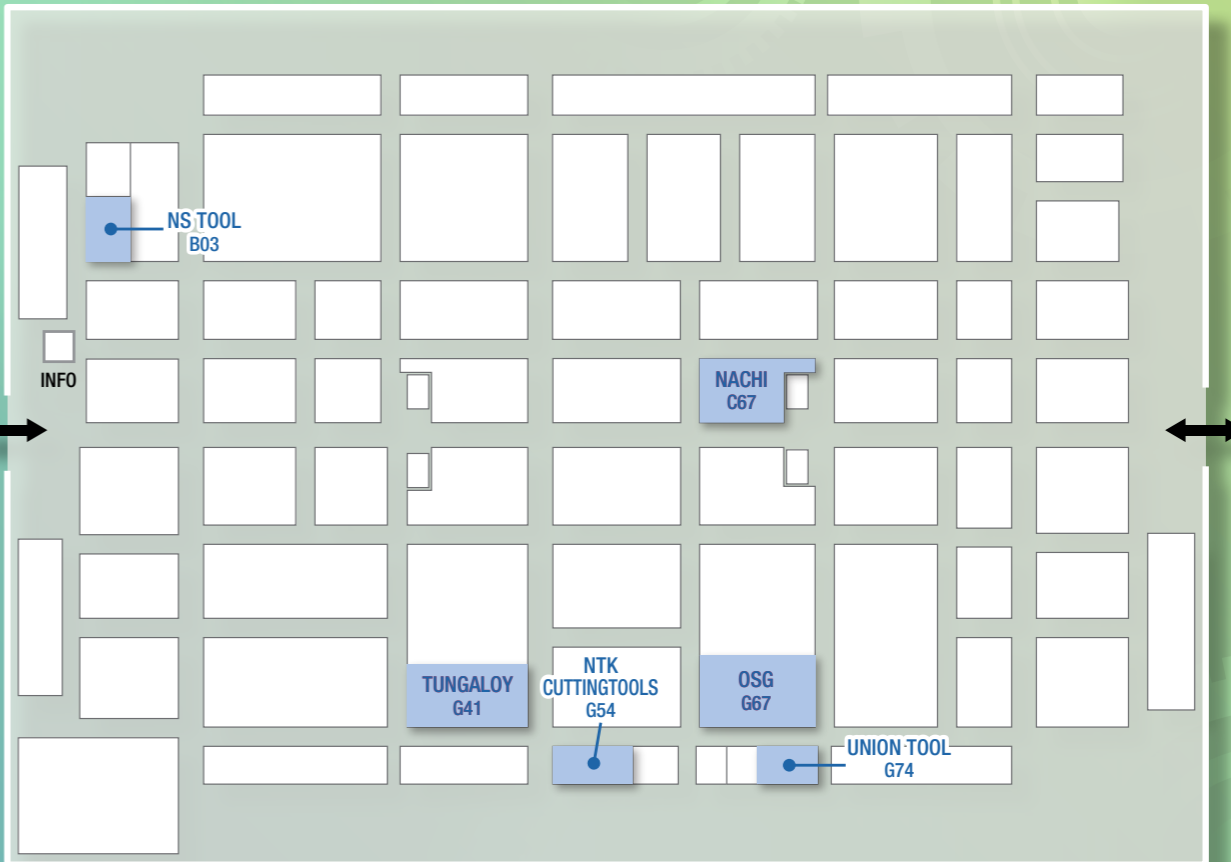 NS TOOL
B03
INFO
NACHI
C67
TUNGALOY
G41
NTK
CUTTINGTOOLS
G54
OSG
G67
UNION TOOL
G74